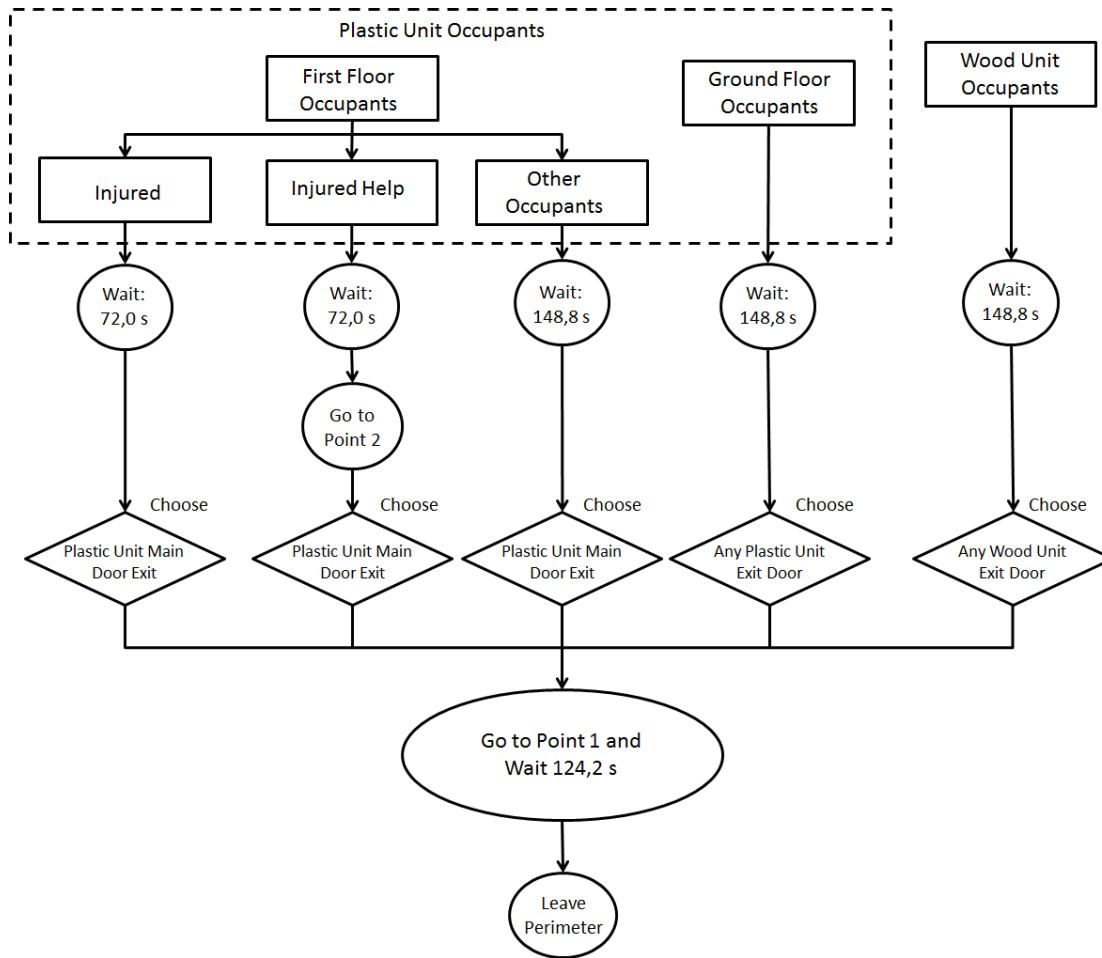 Plastic Unit Occupants
First Floor
Occupants
Ground Floor
Occupants
Wood Unit
Occupants
Injured
Injured Help
Other
Occupants
Wait:
72,0 s
Wait:
72,0 s
Wait:
148,8 s
Wait:
148,8 s
Wait:
148,8 s
Go to
Point 2
Choose
Plastic Unit Main
Door Exit
Choose
Plastic Unit Main
Door Exit
Choose
Plastic Unit Main
Door Exit
Choose
Any Plastic Unit
Exit Door
Choose
Any Wood Unit
Exit Door
Go to Point 1 and
Wait 124,2 s
Leave
Perimeter